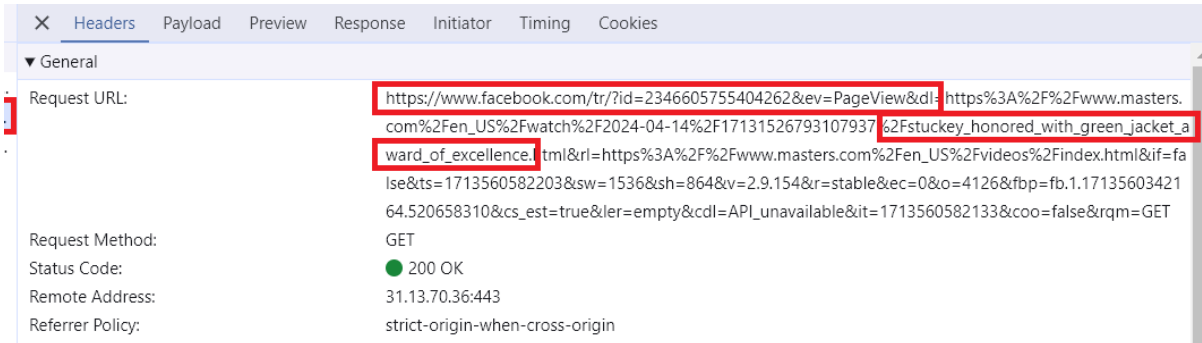 Headers Payload Preview Response Initiator Timing Cookies
General
Request URL: https://www.facebook.com/tr/?id=2346605755404262&ev=PageView&dl=https%3A%2F%2Fwww.masters.
com%2Fen_US%2Fwatch%2F2024-04-14%2F17131526793107937%2Fstuckey_honored_with_green_jacket_a
ward_of_excellence.html&rl=https%3A%2F%2Fwww.masters.com%2Fen_US%2Fvideos%2Findex.html&if=fa
lse&ts=1713560582203&sw=1536&sh=864&v=2.9.154&r=stable&ec=0&o=4126&fbp=fb.1.17135603421
64.520658310&cs_est=true&ler=empty&cdl=API_unavailable&it=1713560582133&coo=false&rqm=GET
Request Method: GET
Status Code: 200 OK
Remote Address: 31.13.70.36:443
Referrer Policy: strict-origin-when-cross-origin